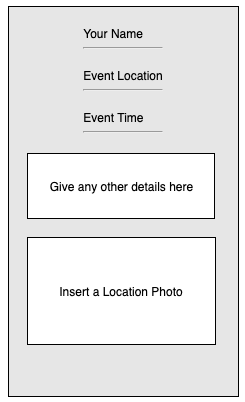 Your Name
Event Location
Event Time
Give any other details here
Insert a Location Photo